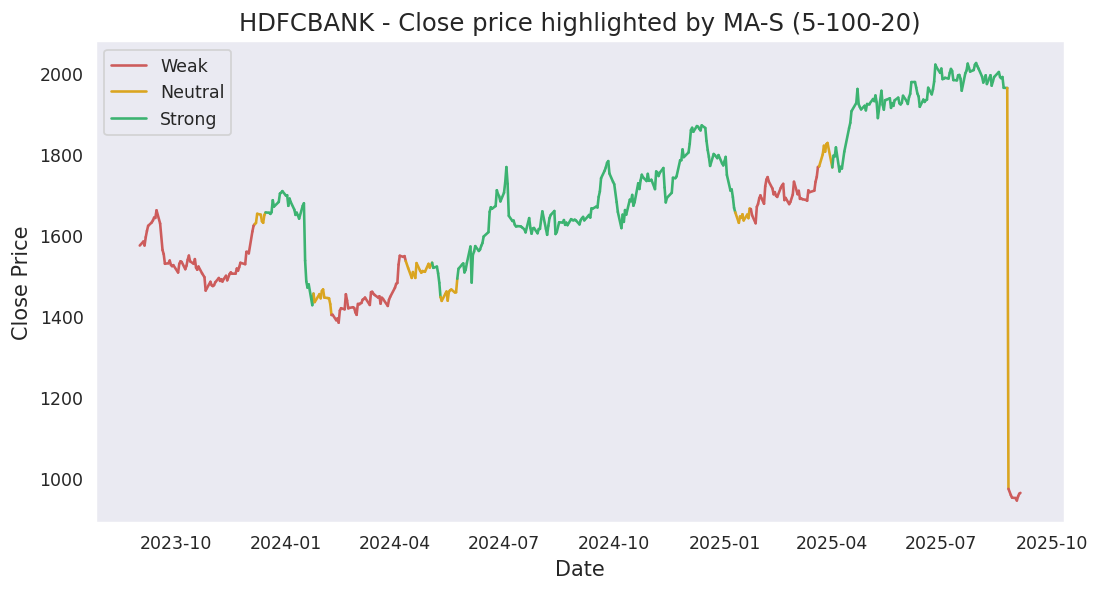 HDFCBANK - Close price highlighted by MA-S (5-100-20)
Weak
Neutral
Strong
Close Price
2000
1800
1600
1400
1200
1000
2023-10 2024-01 2024-04 2024-07 2024-10 2025-01 2025-04 2025-07 2025-10
Date